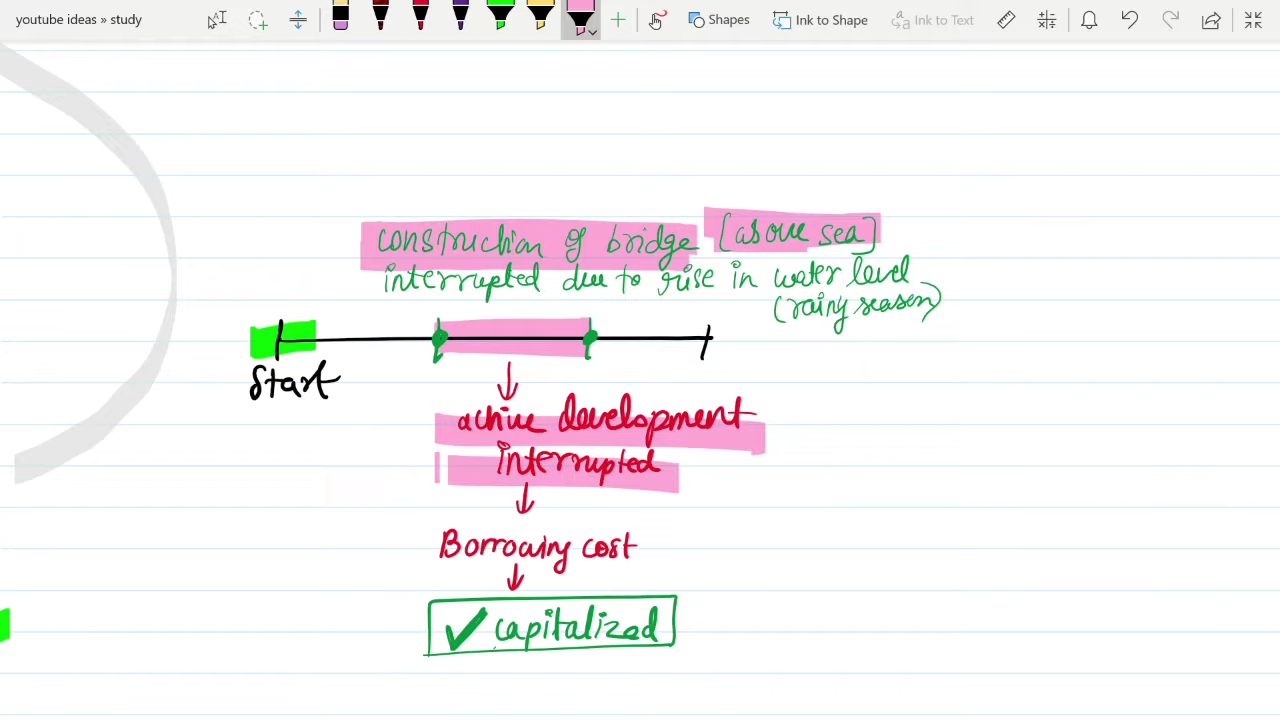 youtube ideas » study
Shapes
Ink to Shape
Ink to Text
construction of bridge [above sea]
interrupted due to rise in water level
(rainy season)
Start
active development
interrupted
Borrowing cost
✔ capitalized